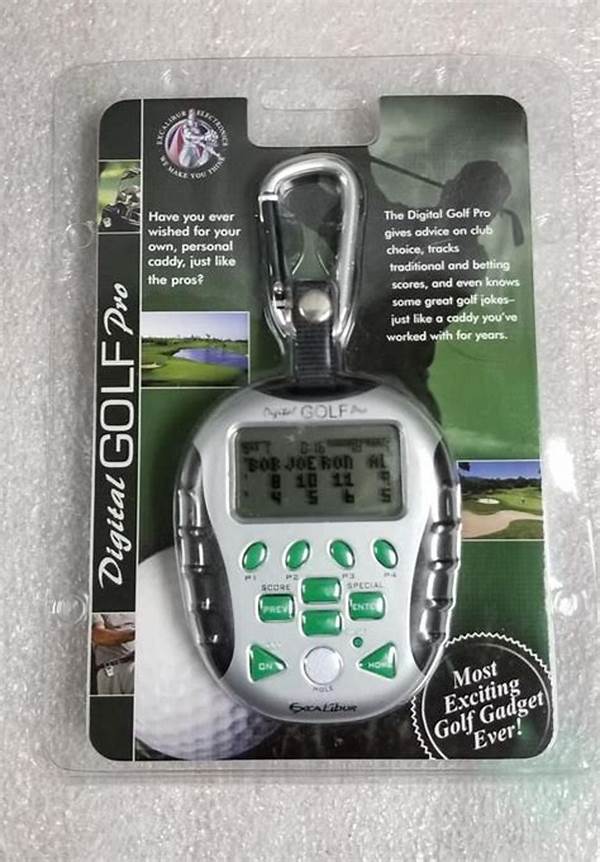 EXCALIBUR ELECTRONICS
WE MAKE YOU THINK
Have you ever
wished for your
own, personal
caddy, just like
the pros?
The Digital Golf Pro
gives advice on club
choice, tracks
traditional and betting
scores, and even knows
some great golf jokes–
just like a caddy you've
worked with for years.
Digital GOLF Pro
Digital GOLF Pro
BOB JOE RON AL
8 10 11 9
4 5 6 5
P1 P2 P3 P4
SCORE SPECIAL
PREV ENTER
ON HOME
HOLE
EXCALIBUR
Most
Exciting
Golf Gadget
Ever!